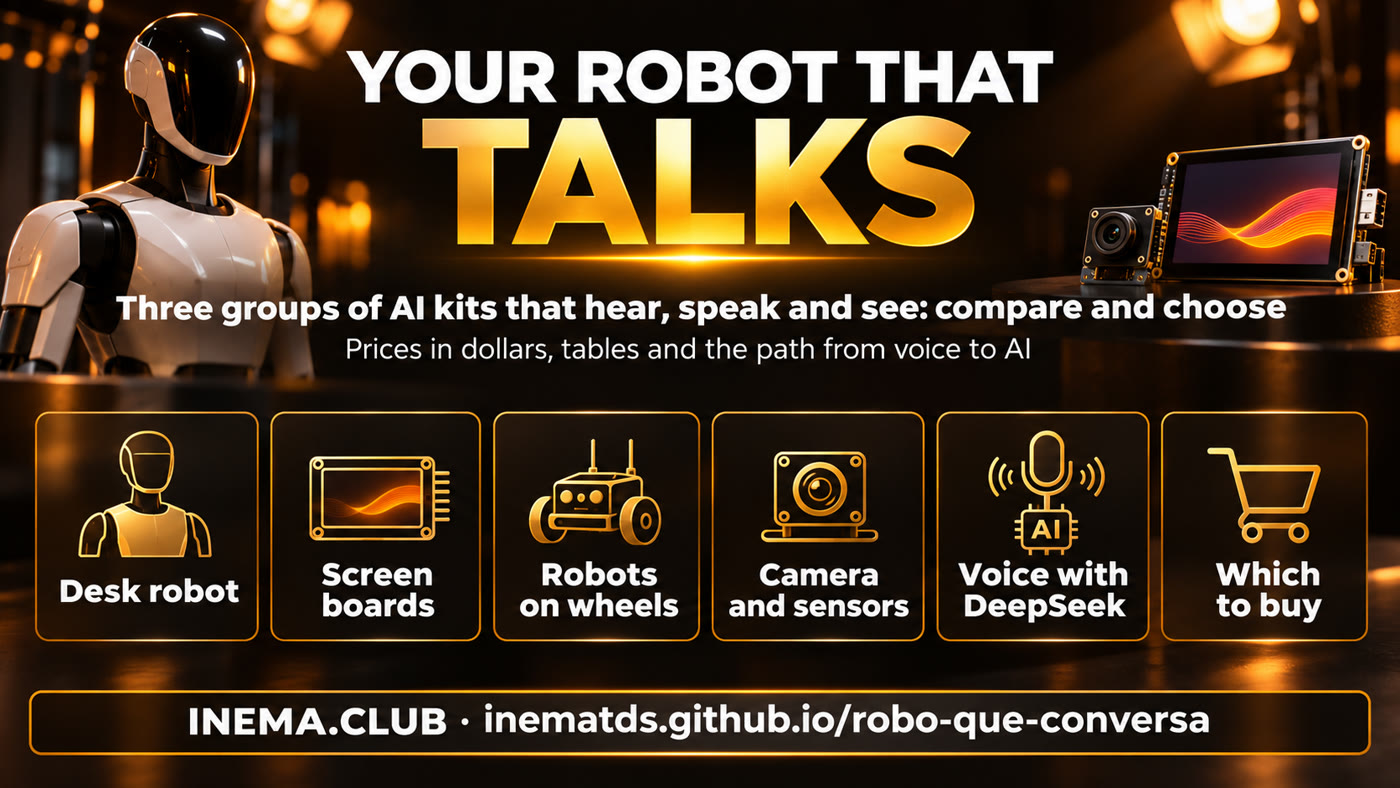 YOUR ROBOT THAT
TALKS
Three groups of AI kits that hear, speak and see: compare and choose
Prices in dollars, tables and the path from voice to AI
Desk robot
Screen
boards
Robots
on wheels
Camera
and sensors
AI
Voice with
DeepSeek
Which
to buy
INEMA.CLUB · inematds.github.io/robo-que-conversa